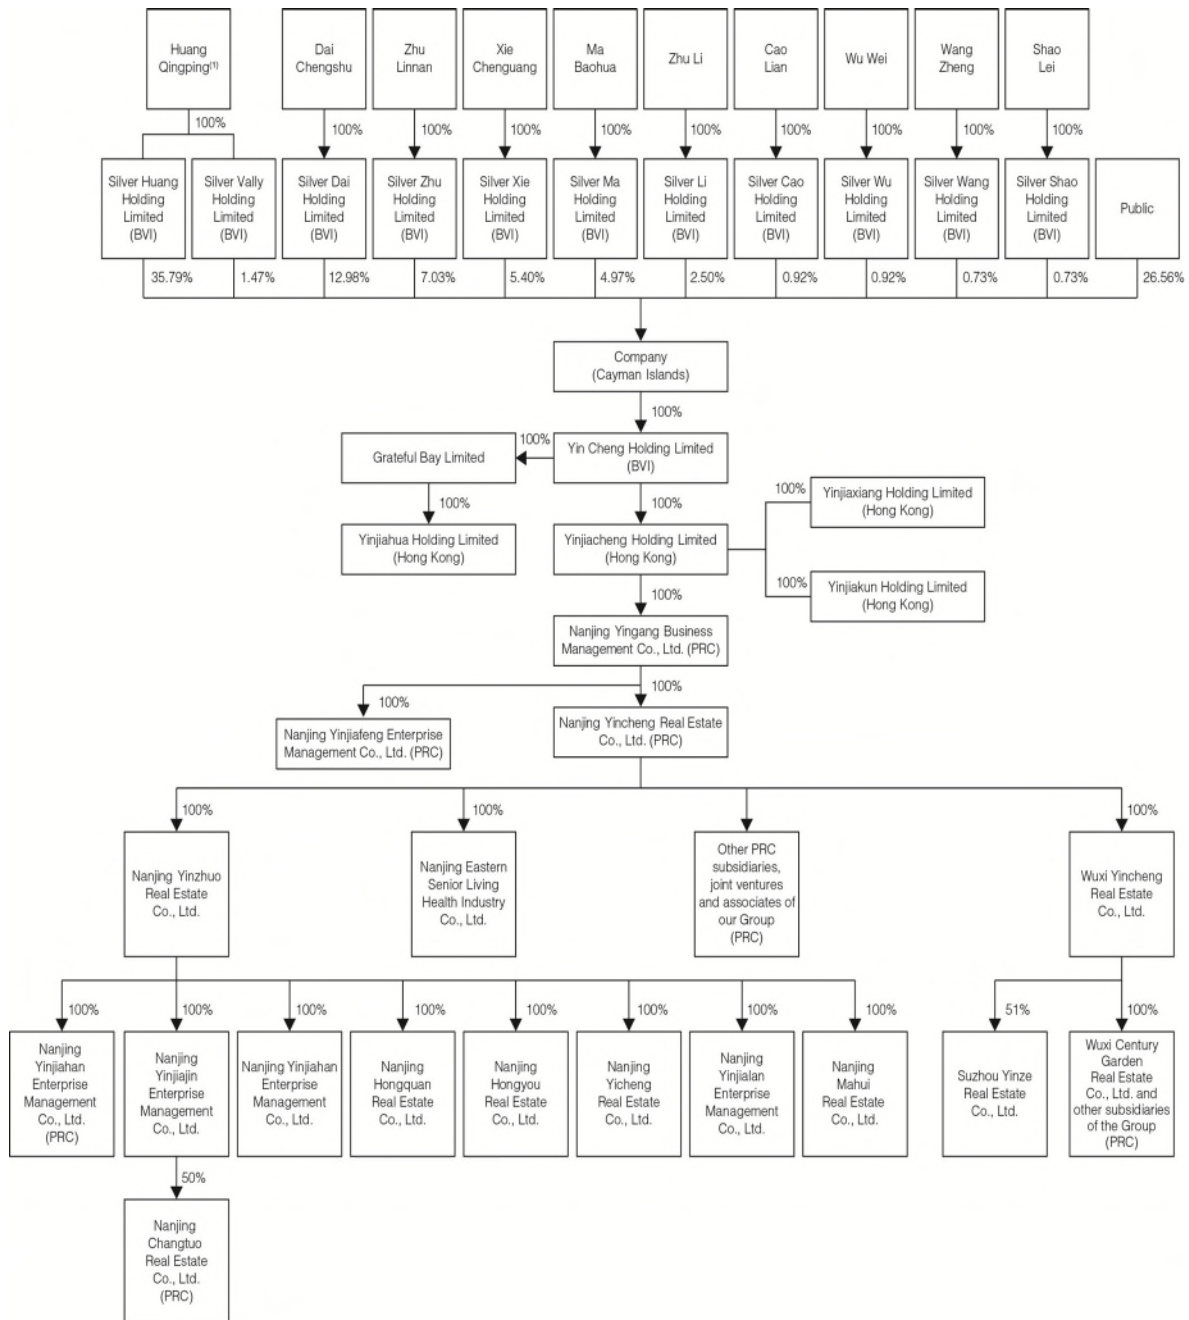 Huang
Qingping(1)
Dai
Chengshu
Zhu
Linnan
Xie
Chenguang
Ma
Baohua
Zhu Li
Cao
Lian
Wu Wei
Wang
Zheng
Shao
Lei
100%
100%
100%
100%
100%
100%
100%
100%
100%
100%
Silver Huang
Holding
Limited
(BVI)
Silver Vally
Holding
Limited
(BVI)
Silver Dai
Holding
Limited
(BVI)
Silver Zhu
Holding
Limited
(BVI)
Silver Xie
Holding
Limited
(BVI)
Silver Ma
Holding
Limited
(BVI)
Silver Li
Holding
Limited
(BVI)
Silver Cao
Holding
Limited
(BVI)
Silver Wu
Holding
Limited
(BVI)
Silver Wang
Holding
Limited
(BVI)
Silver Shao
Holding
Limited
(BVI)
Public
35.79%
1.47%
12.98%
7.03%
5.40%
4.97%
2.50%
0.92%
0.92%
0.73%
0.73%
26.56%
Company
(Cayman Islands)
100%
Grateful Bay Limited
100%
Yin Cheng Holding Limited
(BVI)
100%
100%
Yinjiahua Holding Limited
(Hong Kong)
Yinjiacheng Holding Limited
(Hong Kong)
100%
Yinjiaxiang Holding Limited
(Hong Kong)
100%
Yinjiakun Holding Limited
(Hong Kong)
100%
Nanjing Yingang Business
Management Co., Ltd. (PRC)
100%
100%
Nanjing Yinjiafeng Enterprise
Management Co., Ltd. (PRC)
Nanjing Yincheng Real Estate
Co., Ltd. (PRC)
100%
100%
100%
100%
Nanjing Yinzhuo
Real Estate
Co., Ltd.
Nanjing Eastern
Senior Living
Health Industry
Co., Ltd.
Other PRC
subsidiaries,
joint ventures
and associates of
our Group
(PRC)
Wuxi Yincheng
Real Estate
Co., Ltd.
100%
100%
100%
100%
100%
100%
100%
100%
51%
100%
Nanjing
Yinjiahan
Enterprise
Management
Co., Ltd.
(PRC)
Nanjing
Yinjiajin
Enterprise
Management
Co., Ltd.
Nanjing Yinjiahan
Enterprise
Management
Co., Ltd.
Nanjing
Hongquan
Real Estate
Co., Ltd.
Nanjing
Hongyou
Real Estate
Co., Ltd.
Nanjing
Yicheng
Real Estate
Co., Ltd.
Nanjing
Yinjialan
Enterprise
Management
Co., Ltd.
Nanjing
Mahui
Real Estate
Co., Ltd.
Suzhou Yinze
Real Estate
Co., Ltd.
Wuxi Century
Garden
Real Estate
Co., Ltd. and
other subsidiaries
of the Group
(PRC)
50%
Nanjing
Changtuo
Real Estate
Co., Ltd.
(PRC)